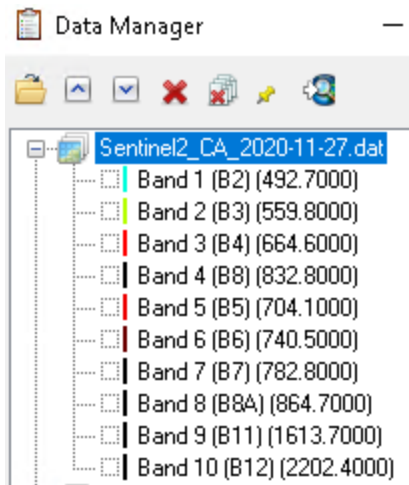 Data Manager
Sentinel2_CA_2020-11-27.dat
Band 1 (B2) (492.7000)
Band 2 (B3) (559.8000)
Band 3 (B4) (664.6000)
Band 4 (B8) (832.8000)
Band 5 (B5) (704.1000)
Band 6 (B6) (740.5000)
Band 7 (B7) (782.8000)
Band 8 (B8A) (864.7000)
Band 9 (B11) (1613.7000)
Band 10 (B12) (2202.4000)